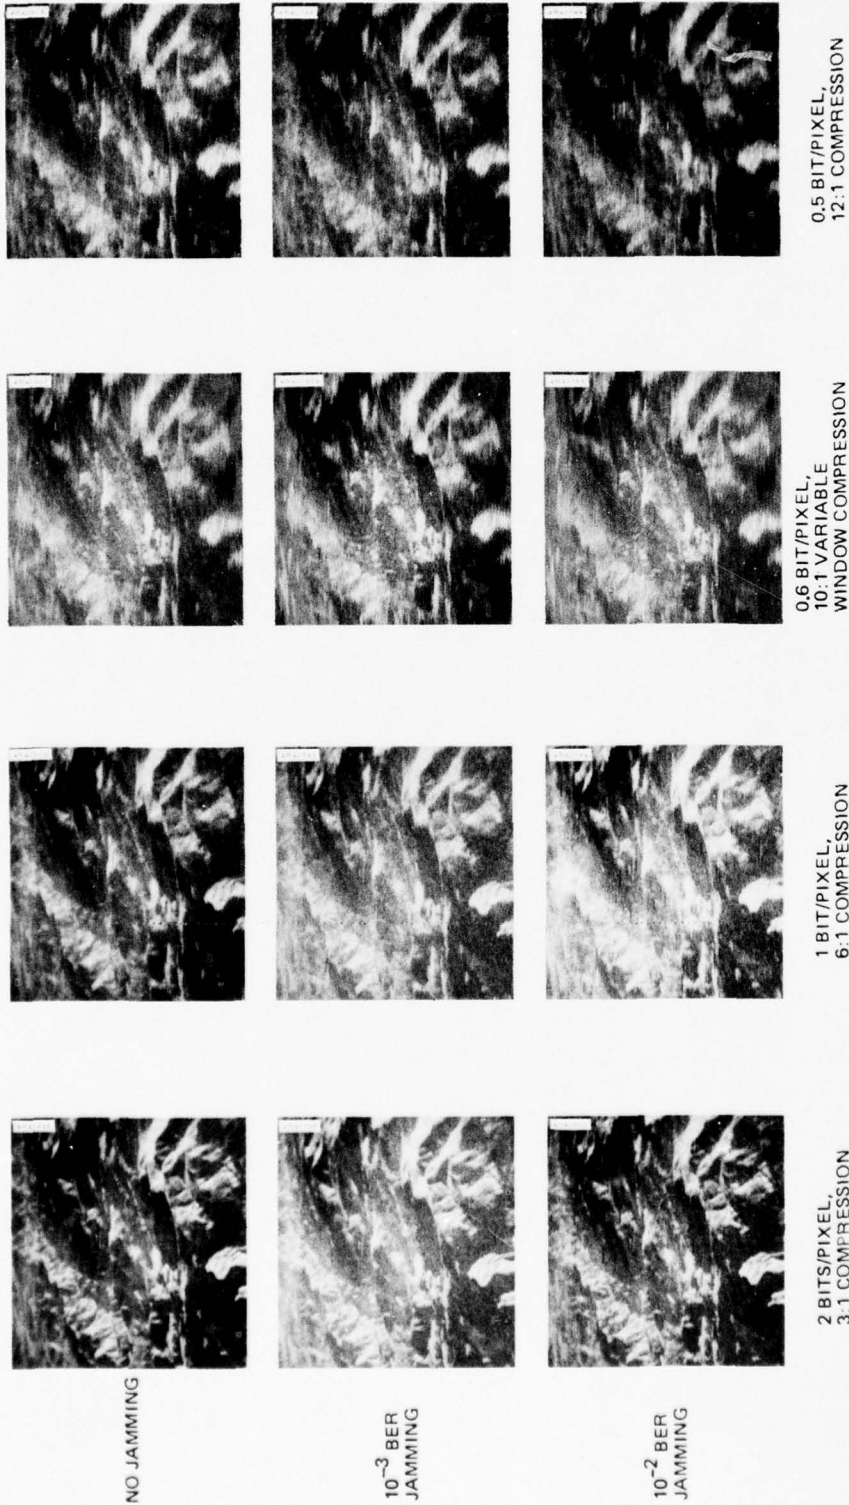 NO JAMMING
10⁻³ BER
JAMMING
10⁻² BER
JAMMING
2 BITS/PIXEL,
3:1 COMPRESSION
1 BIT/PIXEL,
6:1 COMPRESSION
0.6 BIT/PIXEL,
10:1 VARIABLE
WINDOW COMPRESSION
0.5 BIT/PIXEL,
12:1 COMPRESSION